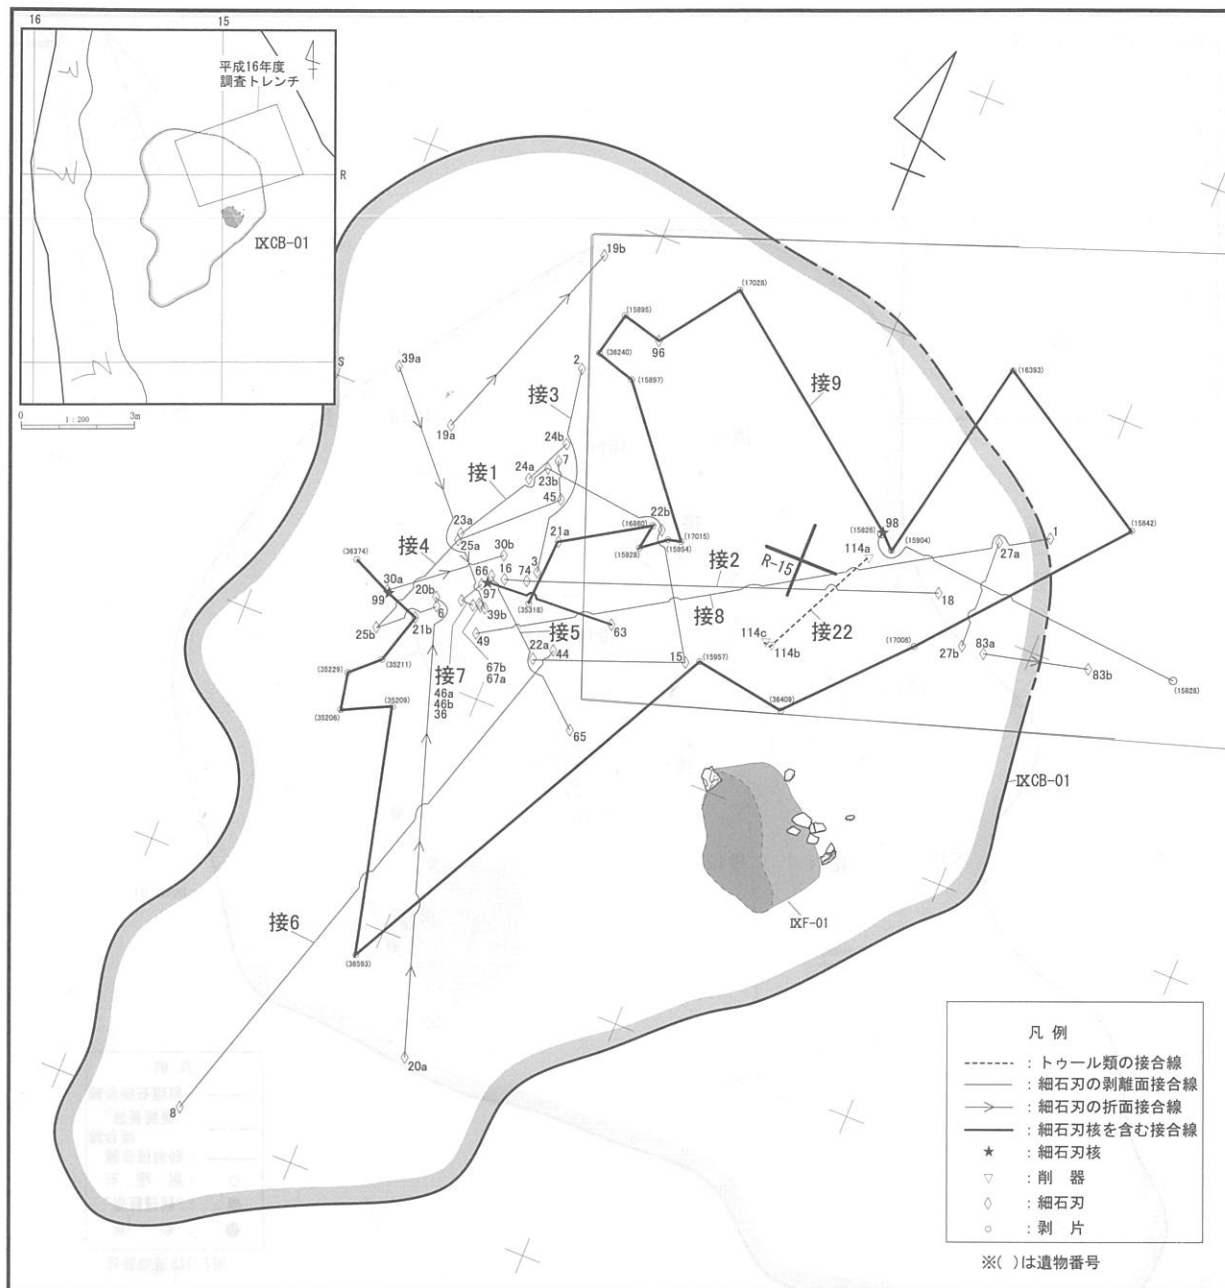 16
15
平成16年度
調査トレンチ
R
IXCB-01
S
0
1:200
3m
19b
(17028)
(15895)
39a
2
(36240)
96
(15897)
接3
接9
(16393)
19a
24b
24a
7
23b
接1
45
22b
23a
21a
(16860)
(17015)
(15826)
98
(15842)
25a
(15928)
(15954)
(15904)
1
接4
30b
(36374)
3
114a
27a
66
16
74
接2
R-15
30a
99
20b
97
(35318)
18
6
39b
接8
25b
21b
49
接5
63
接22
114c
114b
(17008)
27b
83a
(35229)
(35211)
22a
44
15
(15957)
83b
接7
67b
67a
(15828)
(35206)
(35209)
46a
46b
36
(36409)
65
IXCB-01
接6
IXF-01
(36593)
20a
8
凡例
:トゥール類の接合線
:細石刃の剥離面接合線
:細石刃の折面接合線
:細石刃核を含む接合線
:細石刃核
:削器
:細石刃
:剥片
※( )は遺物番号